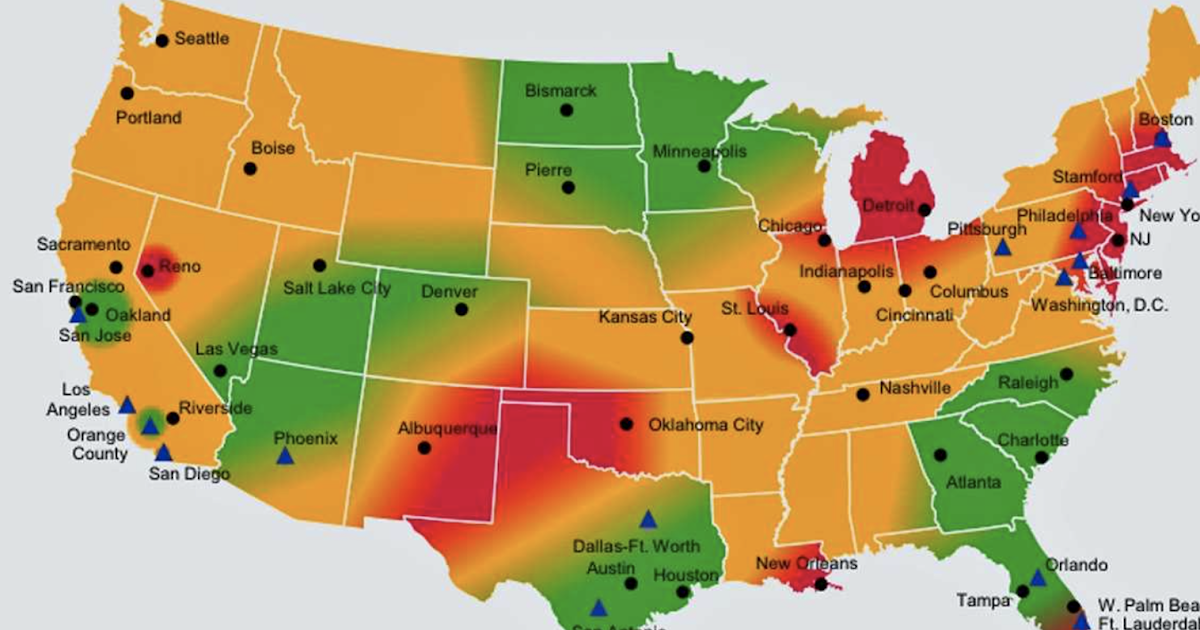 Seattle
Portland
Boise
Bismarck
Pierre
Minneapolis
Boston
Stamford
New Yo
Detroit
Chicago
Pittsburgh
Philadelphia
NJ
Baltimore
Washington, D.C.
Indianapolis
Columbus
Cincinnati
Sacramento
Reno
San Francisco
Oakland
San Jose
Salt Lake City
Denver
Kansas City
St. Louis
Las Vegas
Los
Angeles
Riverside
Orange
County
San Diego
Phoenix
Albuquerque
Oklahoma City
Nashville
Raleigh
Charlotte
Atlanta
Dallas-Ft. Worth
Austin
Houston
San Antonio
New Orleans
Orlando
Tampa
W. Palm Bea
Ft. Lauderdal